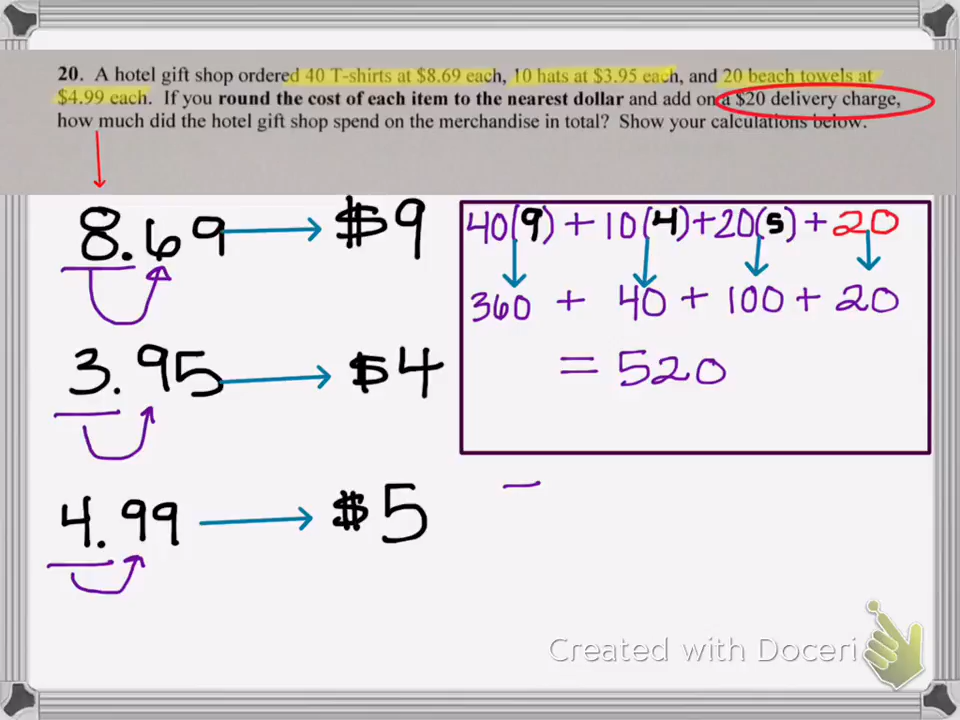 20. A hotel gift shop ordered 40 T-shirts at $8.69 each, 10 hats at $3.95 each, and 20 beach towels at
$4.99 each. If you round the cost of each item to the nearest dollar and add on a $20 delivery charge,
how much did the hotel gift shop spend on the merchandise in total? Show your calculations below.
8.69 → $9
3.95 → $4
4.99 → $5
40(9) + 10(4)+20(5) + 20
360 + 40 + 100 + 20
= 520
Created with Doceri